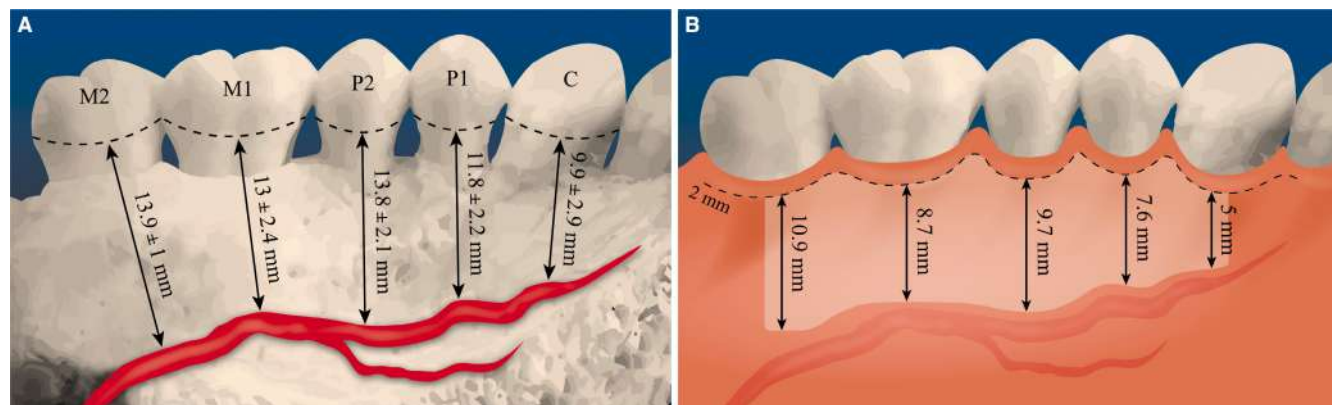 A
M2
M1
P2
P1
C
13.9 ± 1 mm
13 ± 2.4 mm
13.8 ± 2.1 mm
11.8 ± 2.2 mm
9.9 ± 2.9 mm
B
2 mm
10.9 mm
8.7 mm
9.7 mm
7.6 mm
5 mm